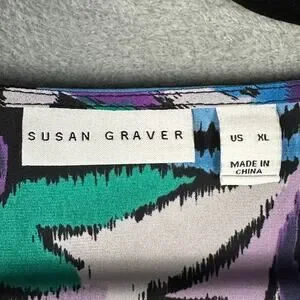 SUSAN GRAVER
US XL
MADE IN
CHINA